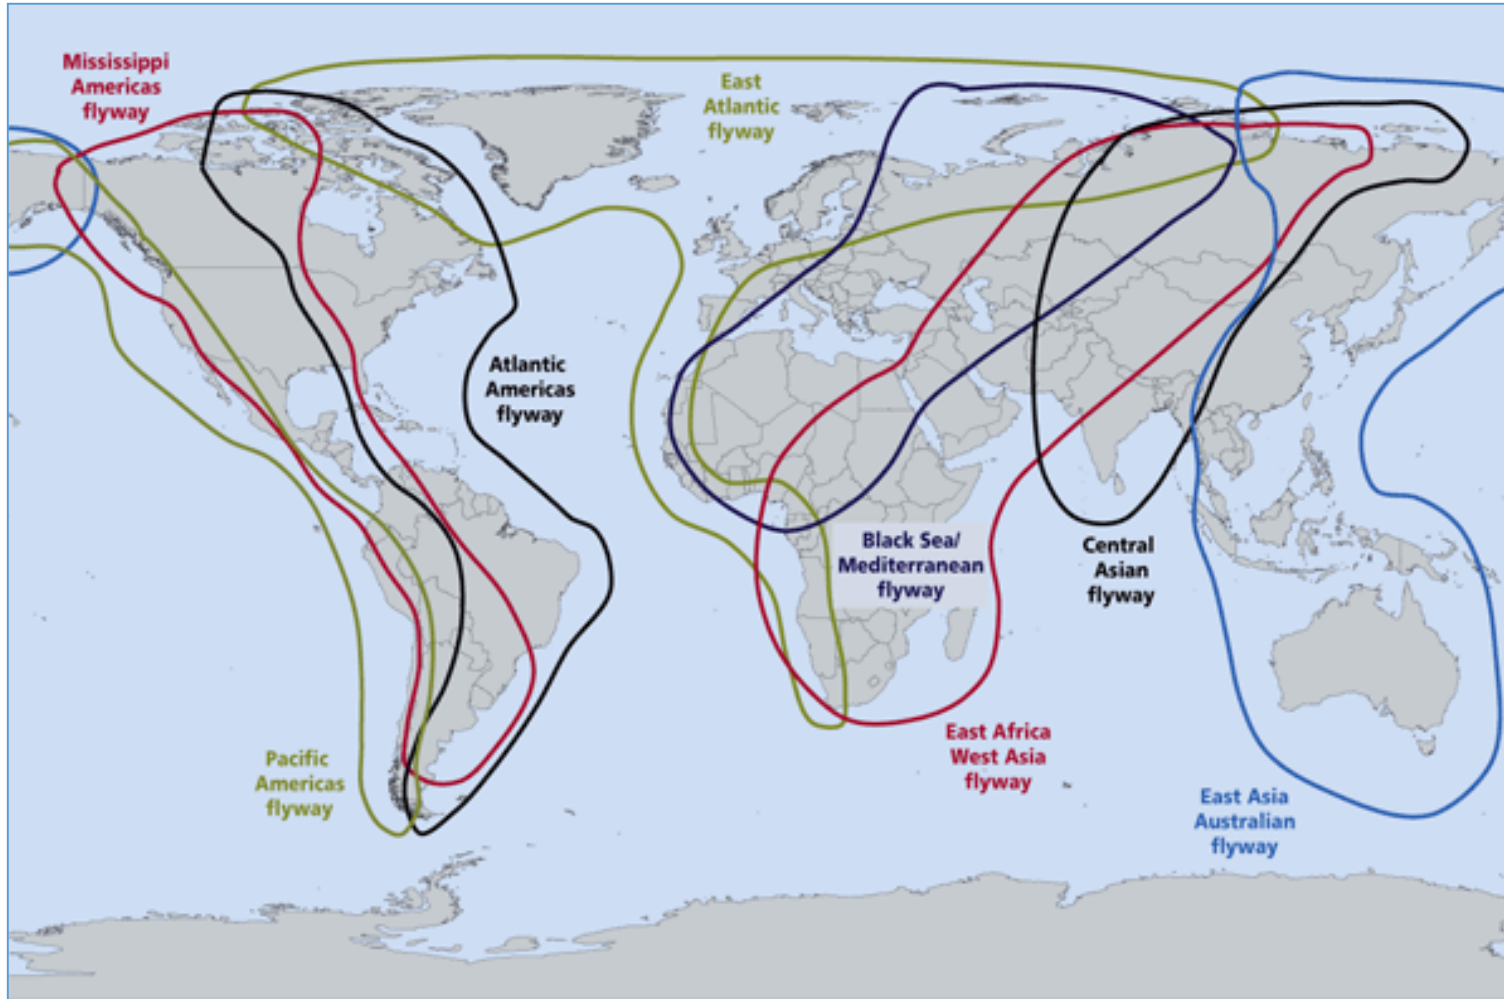 Mississippi
Americas
flyway
East
Atlantic
flyway
Atlantic
Americas
flyway
Black Sea/
Mediterranean
flyway
Central
Asian
flyway
East Africa
West Asia
flyway
Pacific
Americas
flyway
East Asia
Australian
flyway